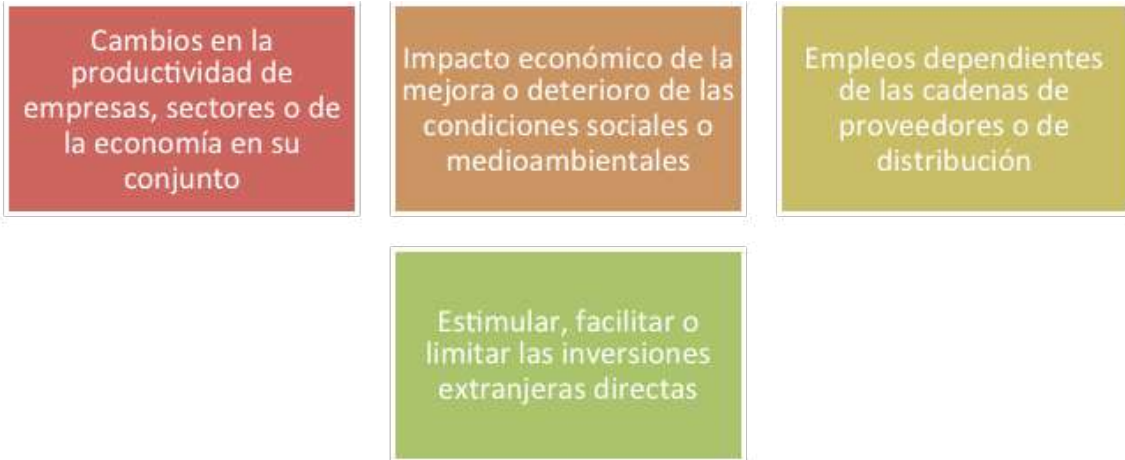 Cambios en la
productividad de
empresas, sectores o de
la economía en su
conjunto
Impacto económico de la
mejora o deterioro de las
condiciones sociales o
medioambientales
Empleos dependientes
de las cadenas de
proveedores o de
distribución
Estimular, facilitar o
limitar las inversiones
extranjeras directas